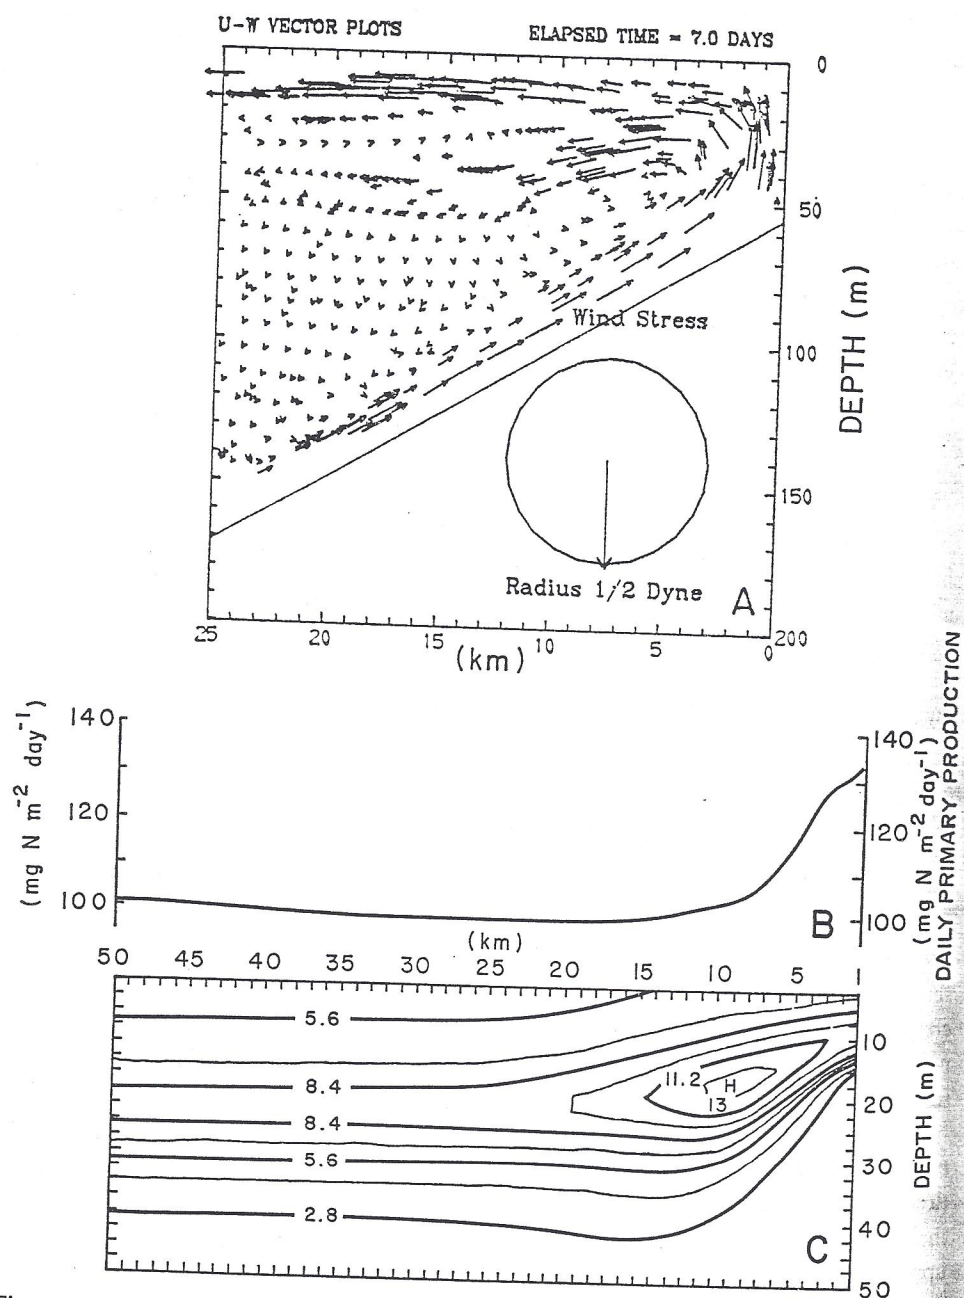 U-W VECTOR PLOTS
ELAPSED TIME = 7.0 DAYS
0
50
100
150
200
DEPTH (m)
Wind Stress
Radius 1/2 Dyne
A
25 20 15 10 5 0
(km)
140
120
100
(mg N m⁻² day⁻¹)
140
120
100
(mg N m⁻² day⁻¹)
DAILY PRIMARY PRODUCTION
B
(km)
50 45 40 35 30 25 20 15 10 5 1
5.6
8.4
8.4
5.6
2.8
11.2
H
13
10
20
30
40
50
DEPTH (m)
C